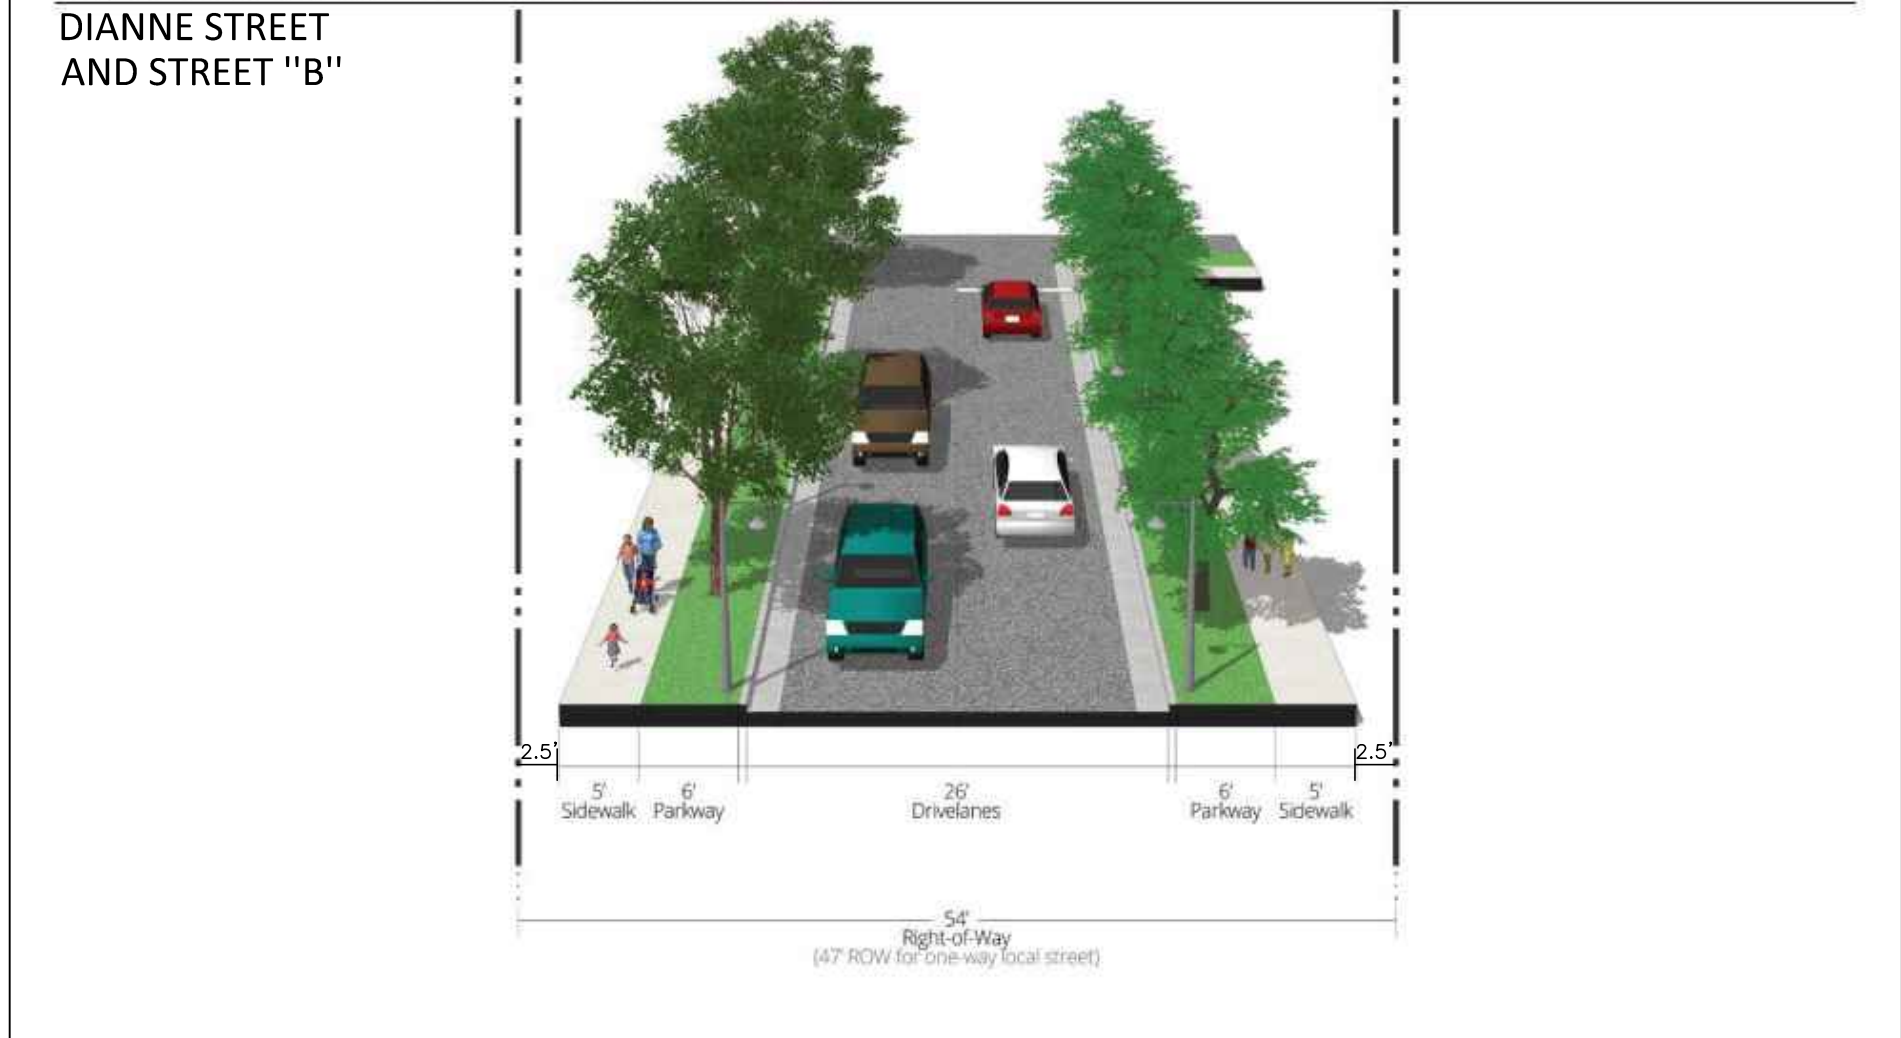 DIANNE STREET
AND STREET "B"
2.5'
2.5'
5'
Sidewalk
6'
Parkway
26'
Drivelanes
6'
Parkway
5'
Sidewalk
54'
Right-of-Way
(47' ROW for one-way local street)